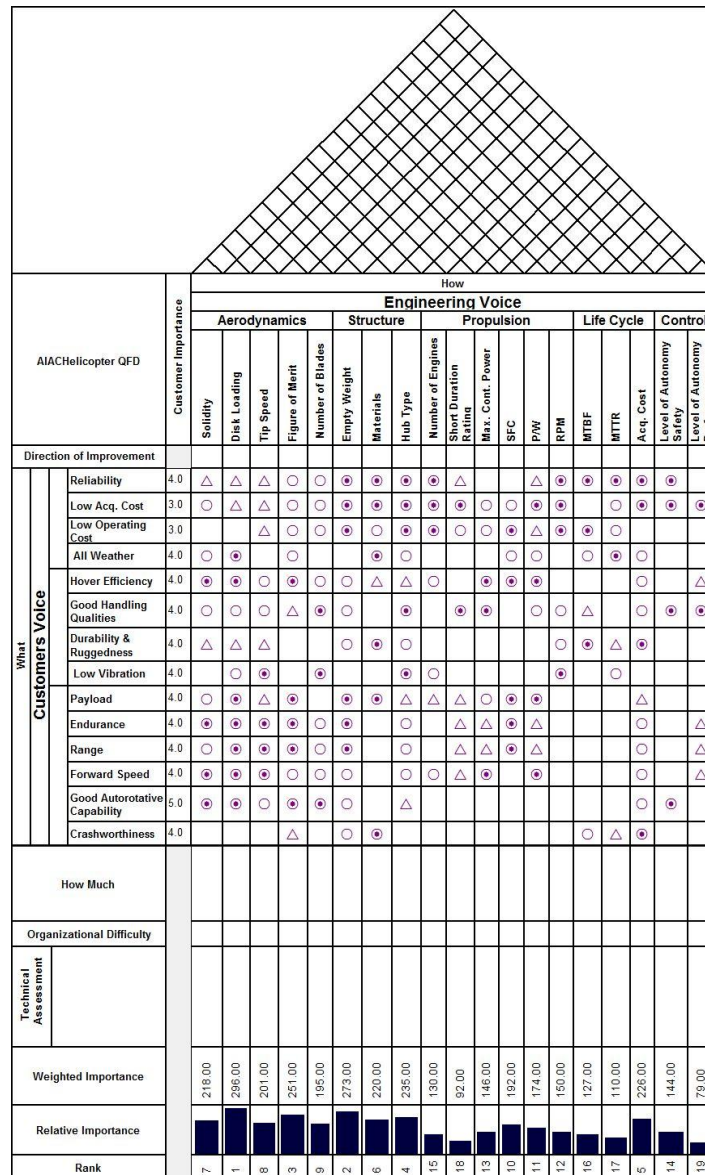 How
Engineering Voice
Aerodynamics
Structure
Propulsion
Life Cycle
Control
AIACHelicopter QFD
Customer Importance
Solidity
Disk Loading
Tip Speed
Figure of Merit
Number of Blades
Empty Weight
Materials
Hub Type
Number of Engines
Short Duration
Rating
Max. Cont. Power
SFC
P/W
RPM
MTBF
MTTR
Acq. Cost
Level of Autonomy
Safety
Level of Autonomy
Direction of Improvement
What
Customers Voice
Reliability 4.0
Low Acq. Cost 3.0
Low Operating
Cost 3.0
All Weather 4.0
Hover Efficiency 4.0
Good Handling
Qualities 4.0
Durability &
Ruggedness 4.0
Low Vibration 4.0
Payload 4.0
Endurance 4.0
Range 4.0
Forward Speed 4.0
Good Autorotative
Capability 5.0
Crashworthiness 4.0
How Much
Organizational Difficulty
Technical
Assessment
Weighted Importance 218.00 296.00 201.00 251.00 195.00 273.00 220.00 235.00 130.00 92.00 146.00 192.00 174.00 150.00 127.00 110.00 226.00 144.00 79.00
Relative Importance
Rank 7 1 8 3 9 2 6 4 15 18 13 10 11 12 16 17 5 14 19